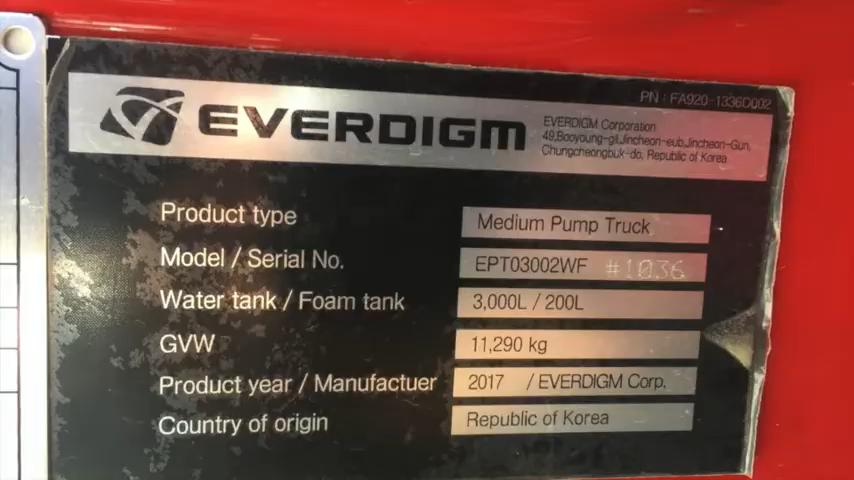 PN : FA920-1336D002
EVERDIGM
EVERDIGM Corporation
49,Booyoung-gil,Jincheon-eub,Jincheon-Gun,
Chungcheongbuk-do, Republic of Korea
Product type Medium Pump Truck
Model / Serial No. EPT03002WF #1036
Water tank / Foam tank 3,000L / 200L
GVW 11,290 kg
Product year / Manufactuer 2017 / EVERDIGM Corp.
Country of origin Republic of Korea